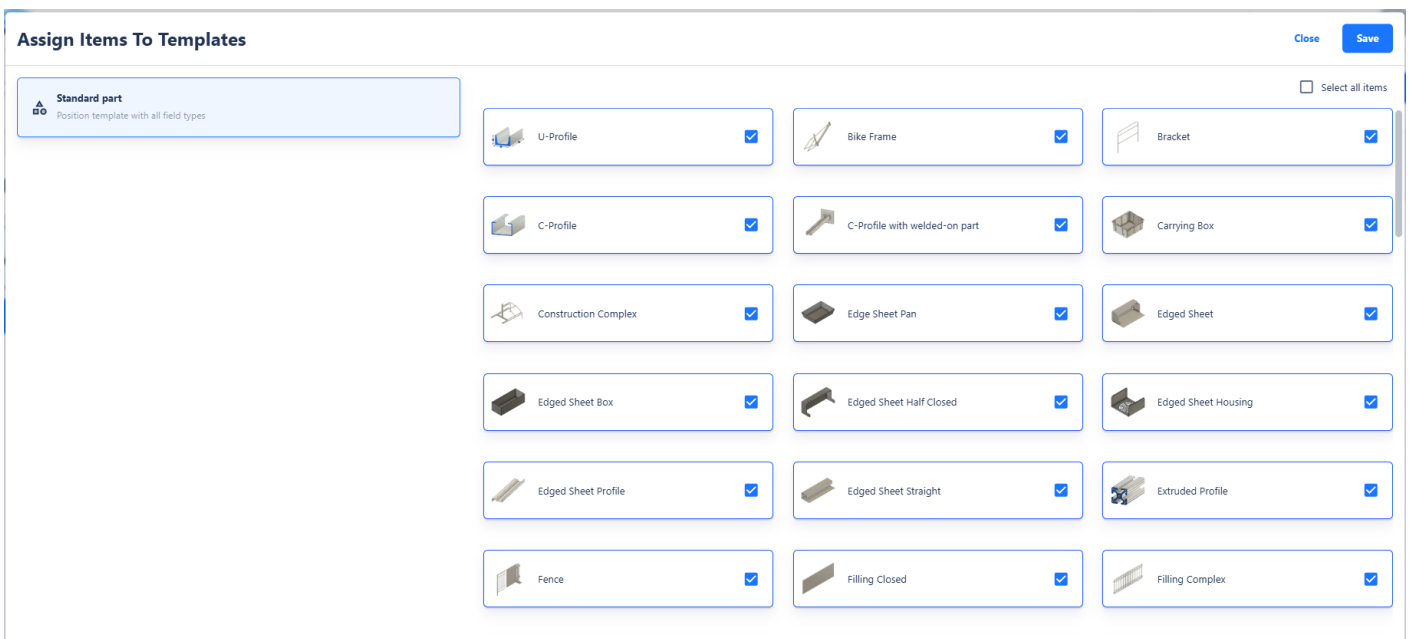 Assign Items To Templates
Close
Save
Standard part
Position template with all field types
Select all items
U-Profile
Bike Frame
Bracket
C-Profile
C-Profile with welded-on part
Carrying Box
Construction Complex
Edge Sheet Pan
Edged Sheet
Edged Sheet Box
Edged Sheet Half Closed
Edged Sheet Housing
Edged Sheet Profile
Edged Sheet Straight
Extruded Profile
Fence
Filling Closed
Filling Complex